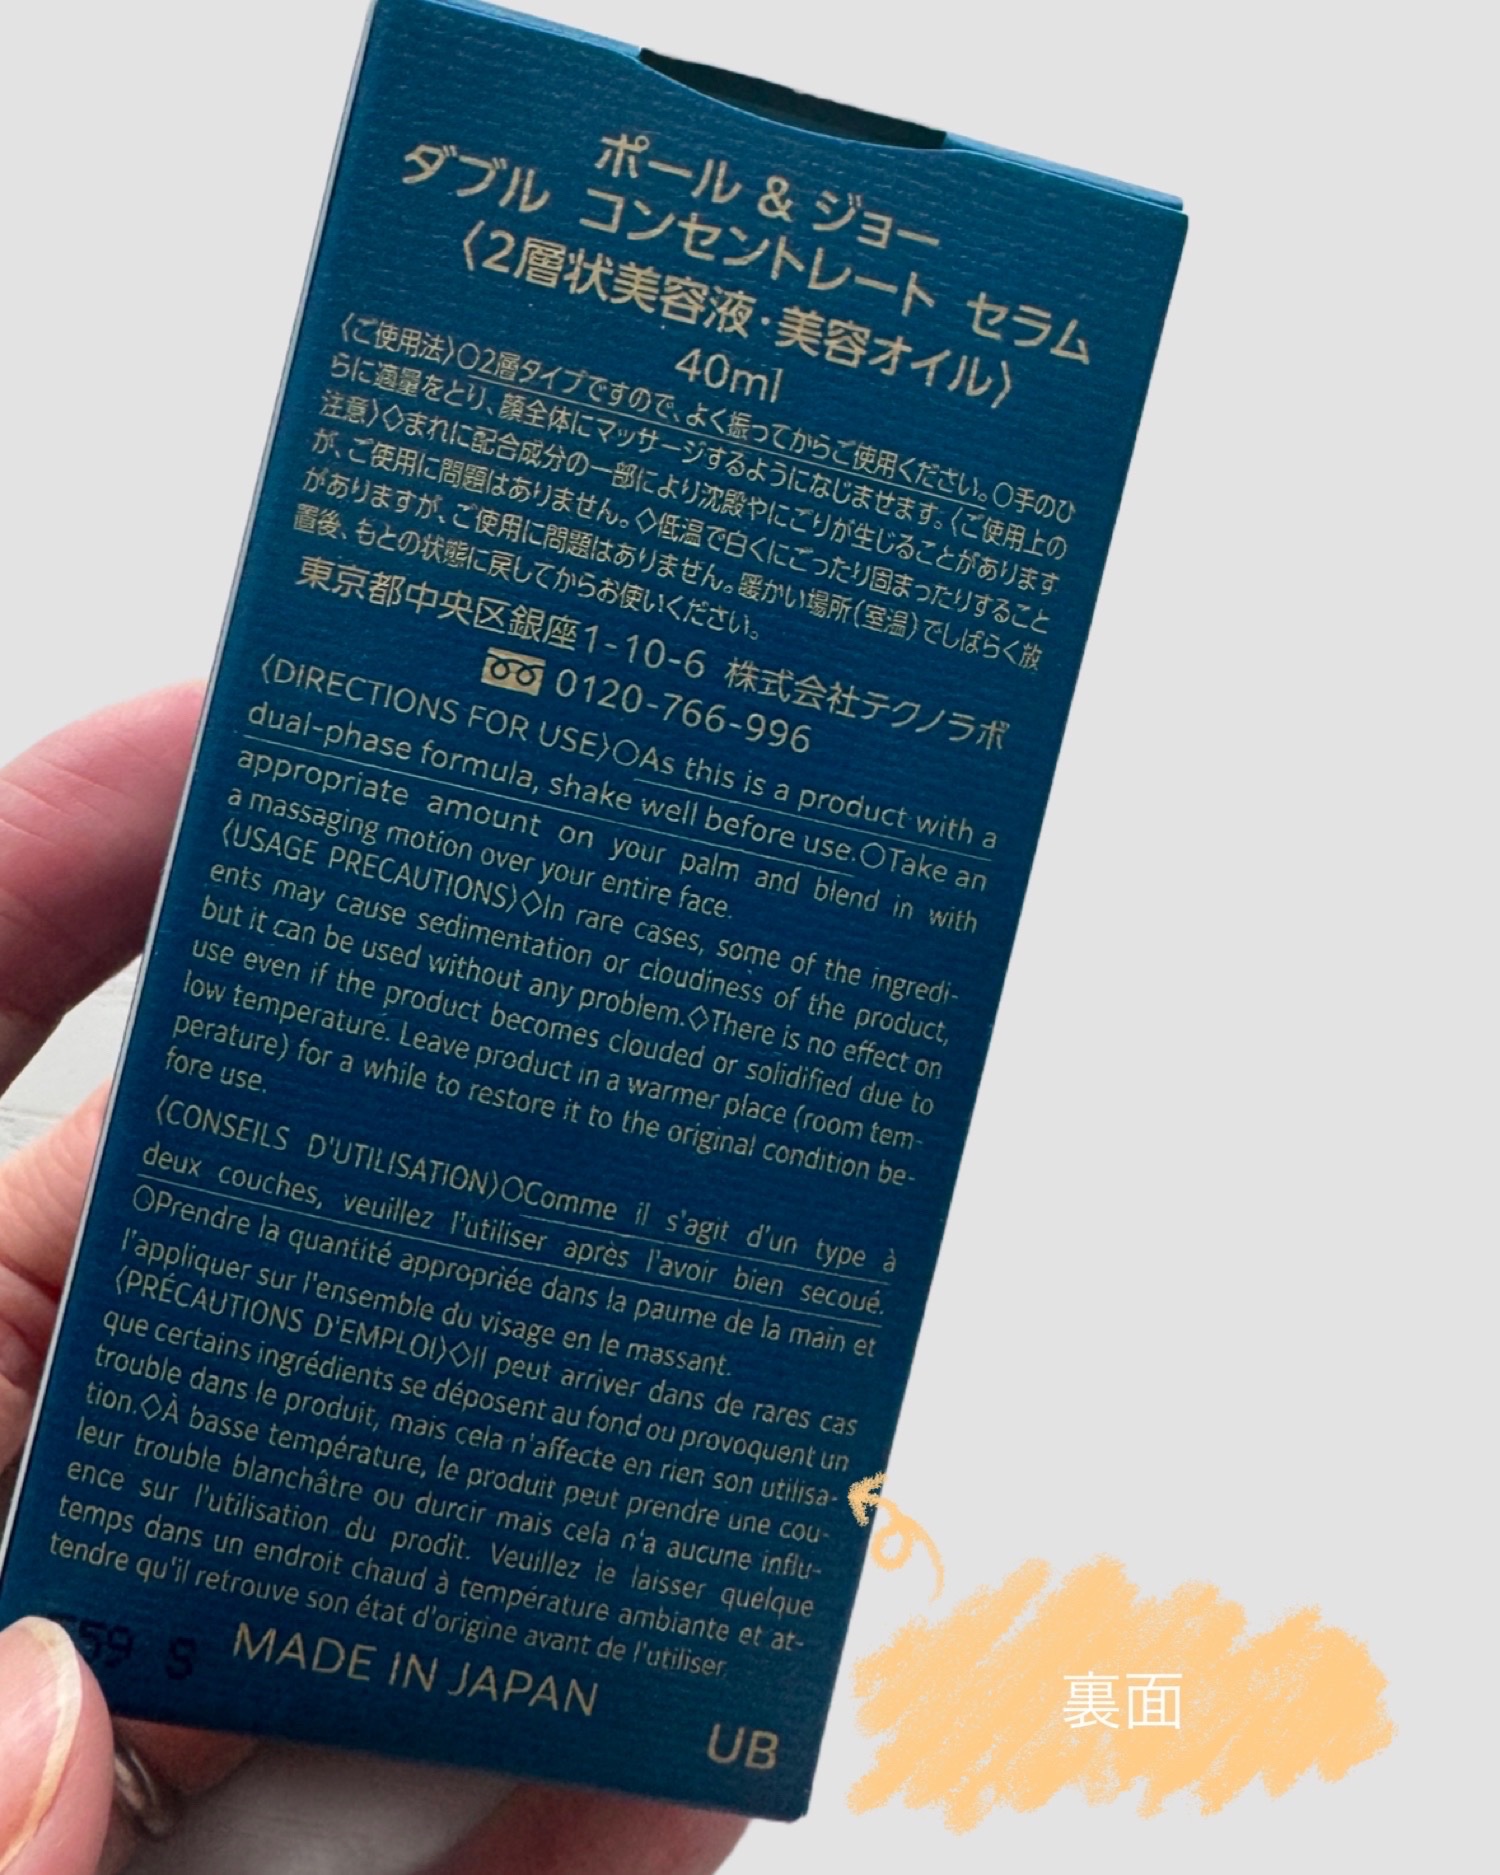 ポール & ジョー
ダブル コンセントレート セラム
〈2層状美容液・美容オイル〉
40ml
〈ご使用法〉○2層タイプですので、よく振ってからご使用ください。○手のひ
らに適量をとり、顔全体にマッサージするようになじませます。〈ご使用上の
注意〉◇まれに配合成分の一部により沈殿やにごりが生じることがあります
が、ご使用に問題はありません。◇低温で白くにごったり固まったりすること
がありますが、ご使用に問題はありません。暖かい場所(室温)でしばらく放
置後、もとの状態に戻してからお使いください。
東京都中央区銀座1-10-6 株式会社テクノラボ
0120-766-996
〈DIRECTIONS FOR USE〉○As this is a product with a
dual-phase formula, shake well before use.○Take an
appropriate amount on your palm and blend in with
a massaging motion over your entire face.
〈USAGE PRECAUTIONS〉◇In rare cases, some of the ingredi-
ents may cause sedimentation or cloudiness of the product,
but it can be used without any problem.◇There is no effect on
use even if the product becomes clouded or solidified due to
low temperature. Leave product in a warmer place (room tem-
perature) for a while to restore it to the original condition be-
fore use.
〈CONSEILS D'UTILISATION〉○Comme il s'agit d'un type à
deux couches, veuillez l'utiliser après l'avoir bien secoué.
○Prendre la quantité appropriée dans la paume de la main et
l'appliquer sur l'ensemble du visage en le massant.
〈PRÉCAUTIONS D'EMPLOI〉◇Il peut arriver dans de rares cas
que certains ingrédients se déposent au fond ou provoquent un
trouble dans le produit, mais cela n'affecte en rien son utilisa-
tion.◇À basse température, le produit peut prendre une cou-
leur trouble blanchâtre ou durcir mais cela n'a aucune influ-
ence sur l'utilisation du prodit. Veuillez le laisser quelque
temps dans un endroit chaud à température ambiante et at-
tendre qu'il retrouve son état d'origine avant de l'utiliser.
59 S
MADE IN JAPAN
UB
裏面